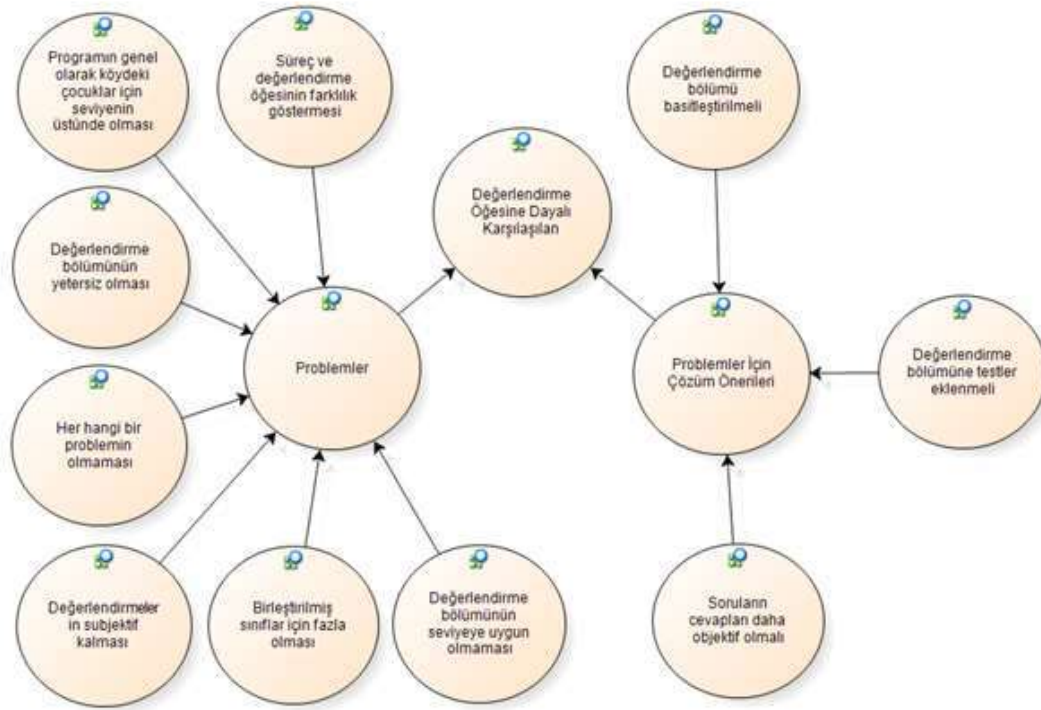 Programın genel
olarak köydeki
çocuklar için
seviyenin
üstünde olması
Süreç ve
değerlendirme
öğesinin farklılık
göstermesi
Değerlendirme
bölümü
basitleştirilmeli
Değerlendirme
Öğesine Dayalı
Karşılaşılan
Değerlendirme
bölümünün
yetersiz olması
Problemler
Problemler İçin
Çözüm Önerileri
Değerlendirme
bölümüne testler
eklenmeli
Her hangi bir
problemin
olmaması
Değerlendirmeler
in subjektif
kalması
Birleştirilmiş
sınıflar için fazla
olması
Değerlendirme
bölümünün
seviyeye uygun
olmaması
Soruların
cevapları daha
objektif olmalı